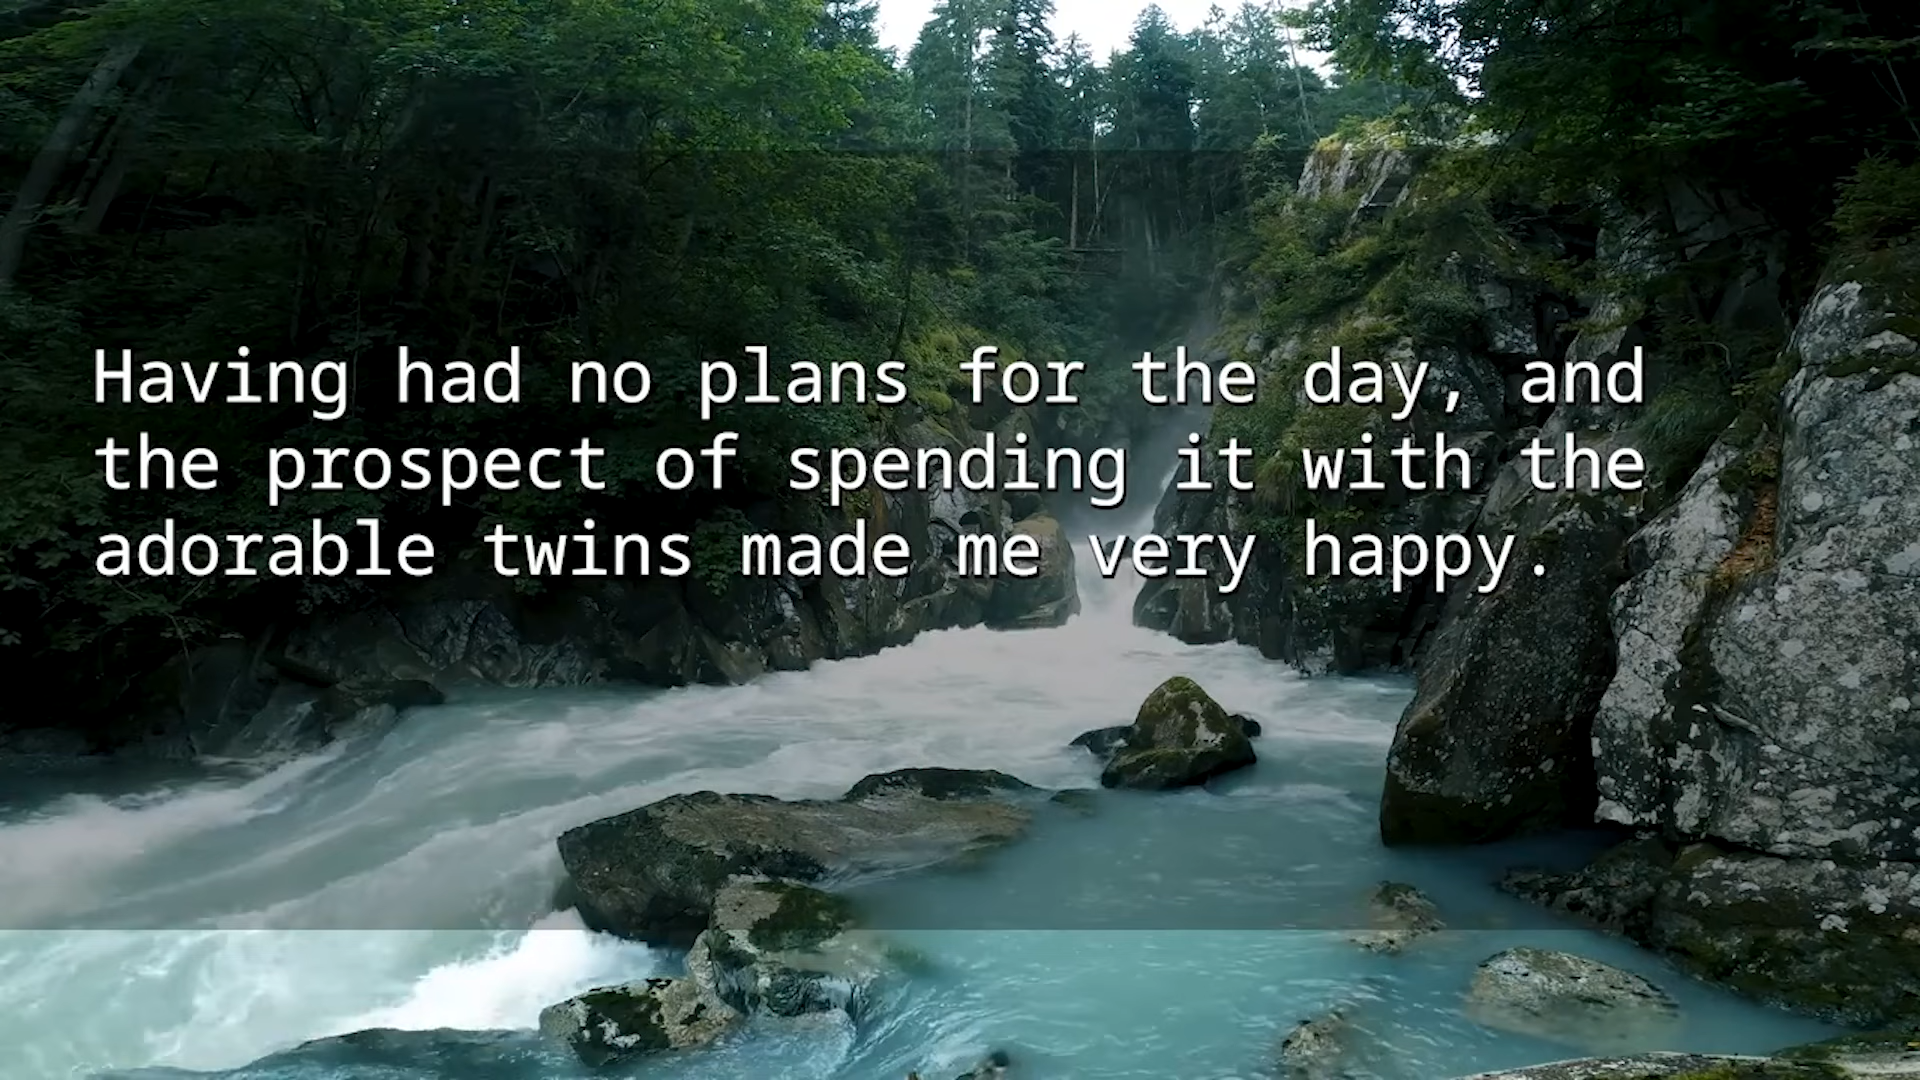 Having had no plans for the day, and
the prospect of spending it with the
adorable twins made me very happy.